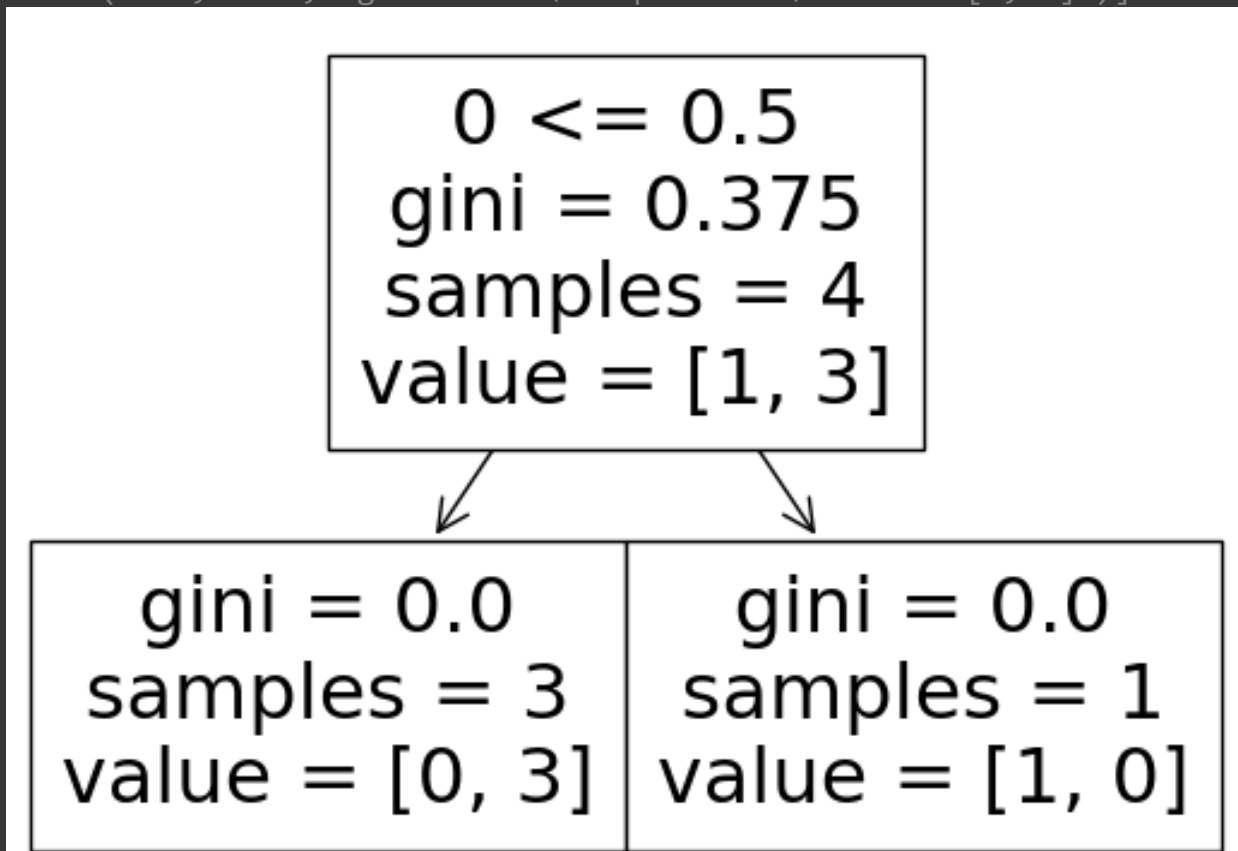 0 <= 0.5
gini = 0.375
samples = 4
value = [1, 3]
gini = 0.0
samples = 3
value = [0, 3]
gini = 0.0
samples = 1
value = [1, 0]